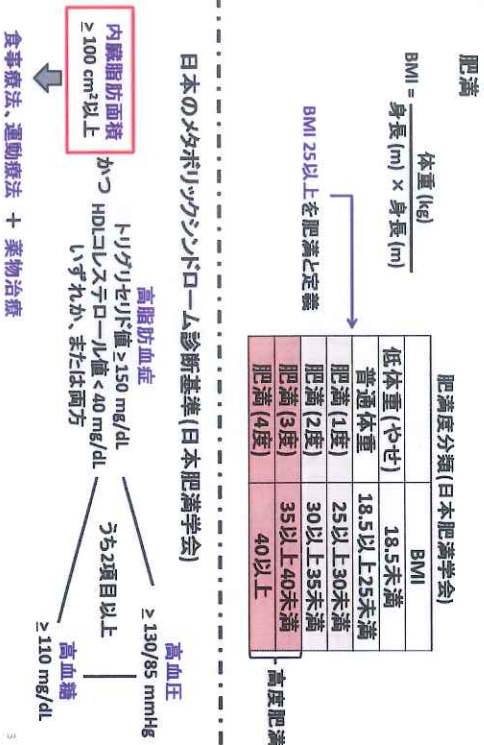 肥満
BMI = 体重 (kg) / 身長 (m) × 身長 (m)
BMI 25以上を肥満と定義
肥満度分類(日本肥満学会)
BMI
低体重(やせ) 18.5未満
普通体重 18.5以上25未満
肥満(1度) 25以上30未満
肥満(2度) 30以上35未満
肥満(3度) 35以上40未満
肥満(4度) 40以上
高度肥満
日本のメタボリックシンドローム診断基準(日本肥満学会)
内臓脂肪面積
≥ 100 cm²以上
かつ
高脂肪血症
トリグリセリド値 ≥150 mg/dL
HDLコレステロール値 < 40 mg/dL
いずれか、または両方
うち2項目以上
高血圧
≥ 130/85 mmHg
高血糖
≥ 110 mg/dL
食事療法、運動療法 + 薬物治療
3